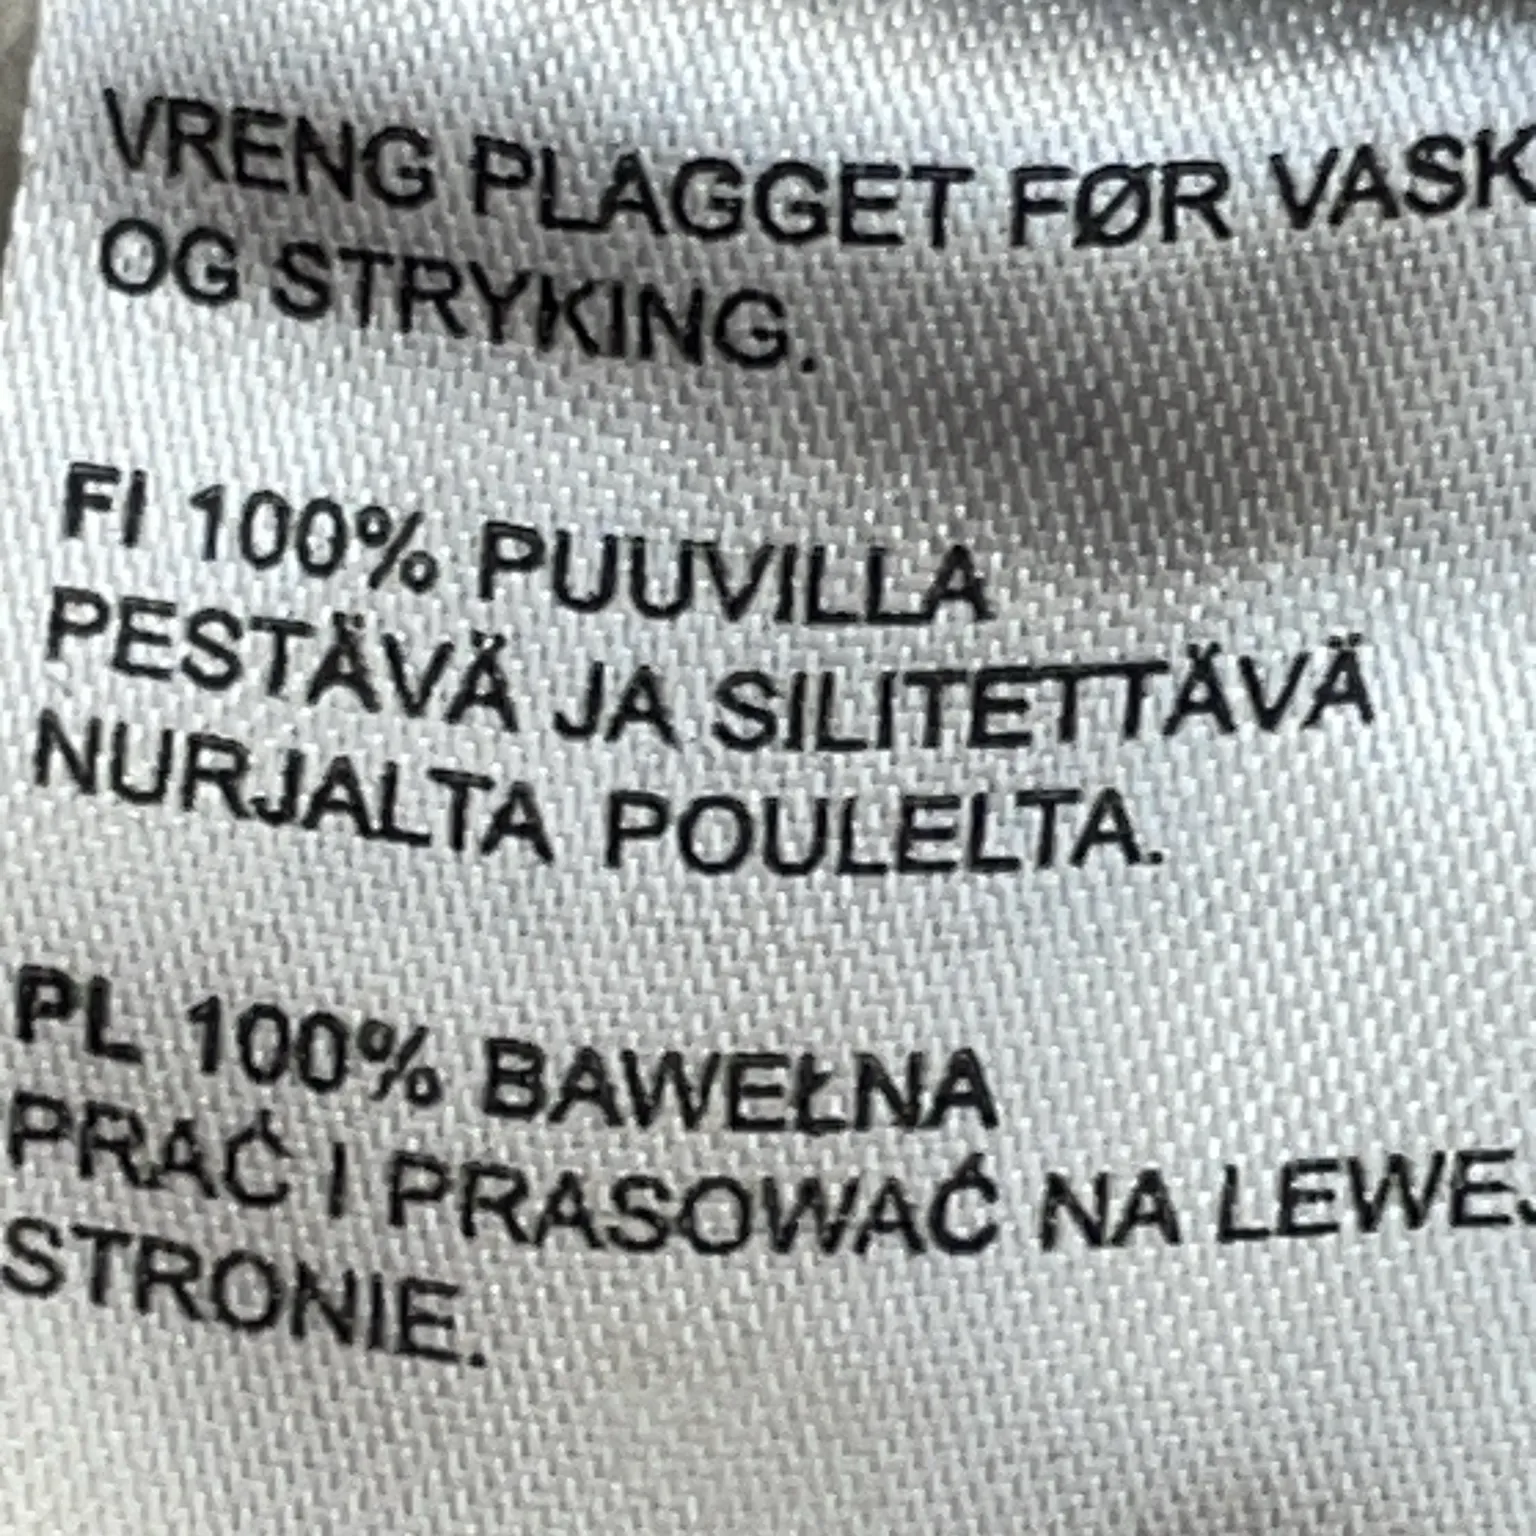 VRENG PLAGGET FØR VASK
OG STRYKING.
FI 100% PUUVILLA
PESTÄVÄ JA SILITETTÄVÄ
NURJALTA POULELTA.
PL 100% BAWEŁNA
PRAĆ I PRASOWAĆ NA LEWEJ
STRONIE.